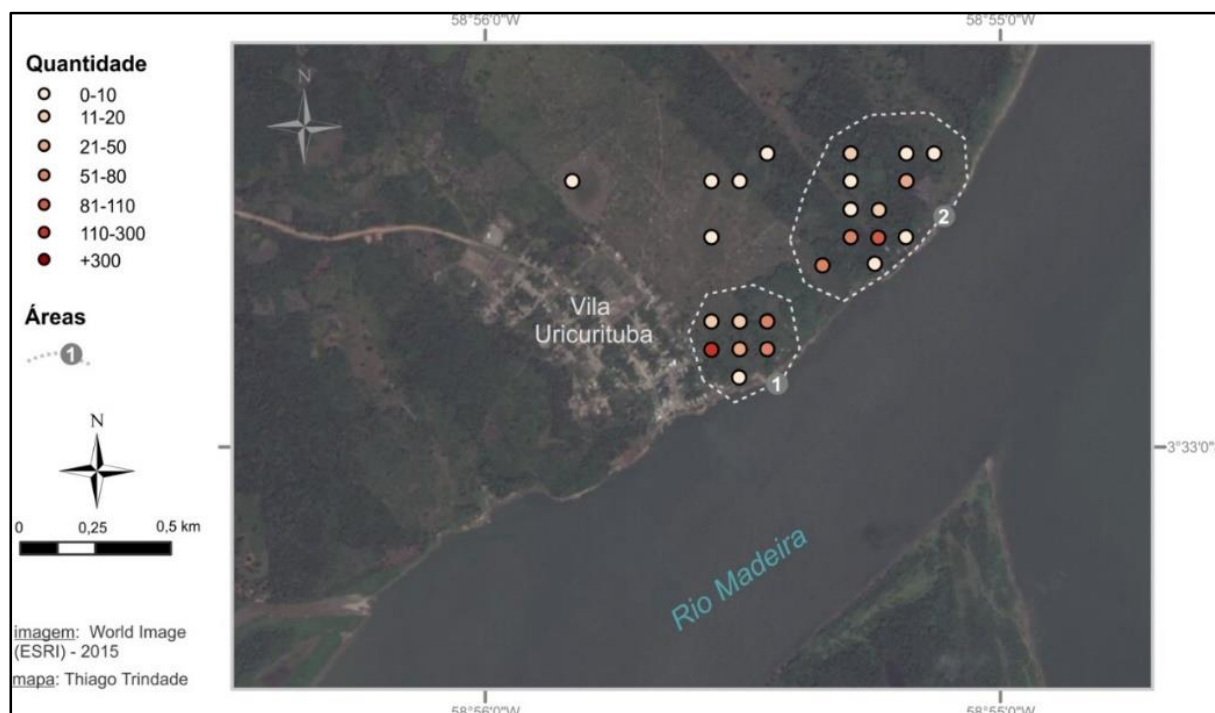 58°56'0"W
58°55'0"W
Quantidade
0-10
11-20
21-50
51-80
81-110
110-300
+300
Áreas
1
N
0 0,25 0,5 km
imagem: World Image
(ESRI) - 2015
mapa: Thiago Trindade
N
Vila
Uricurituba
1
2
Rio Madeira
3°33'0"S
58°56'0"W
58°55'0"W